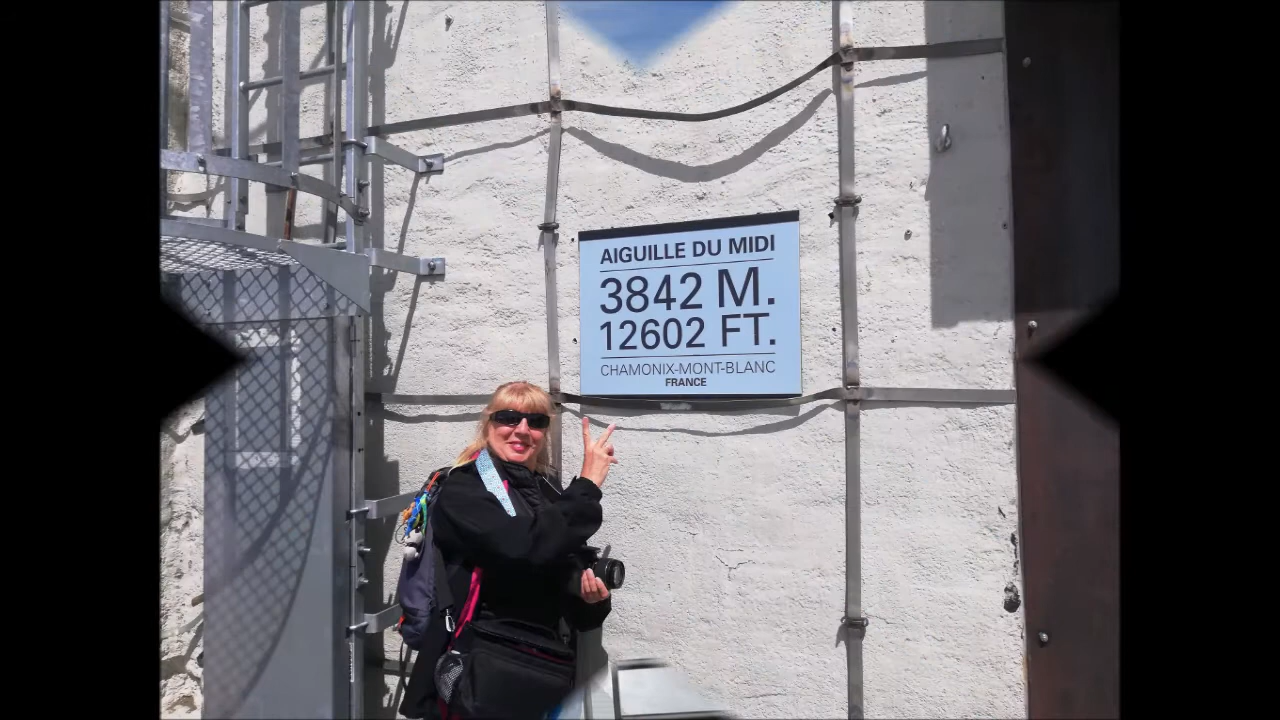 AIGUILLE DU MIDI
3842 M.
12602 FT.
CHAMONIX-MONT-BLANC
FRANCE